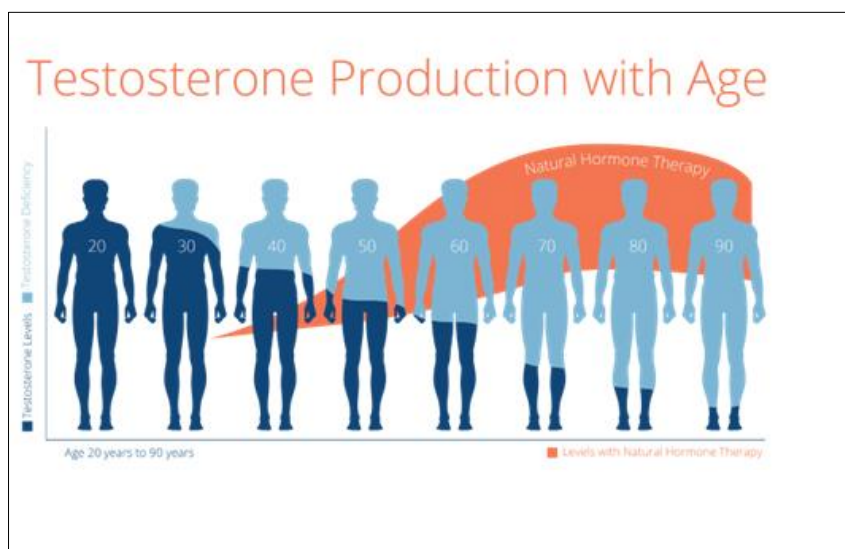 Testosterone Production with Age
Testosterone Levels Testosterone Deficiency
Natural Hormone Therapy
20 30 40 50 60 70 80 90
Age 20 years to 90 years
Levels with Natural Hormone Therapy